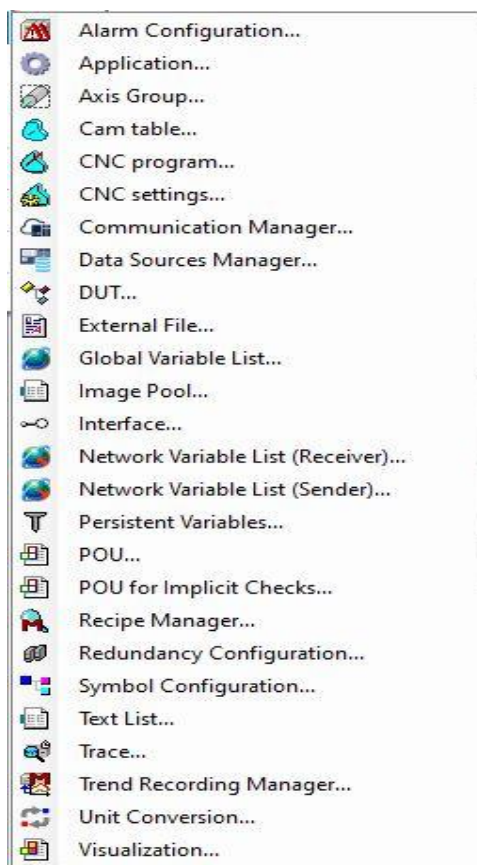 Alarm Configuration...
Application...
Axis Group...
Cam table...
CNC program...
CNC settings...
Communication Manager...
Data Sources Manager...
DUT...
External File...
Global Variable List...
Image Pool...
Interface...
Network Variable List (Receiver)...
Network Variable List (Sender)...
Persistent Variables...
POU...
POU for Implicit Checks...
Recipe Manager...
Redundancy Configuration...
Symbol Configuration...
Text List...
Trace...
Trend Recording Manager...
Unit Conversion...
Visualization...